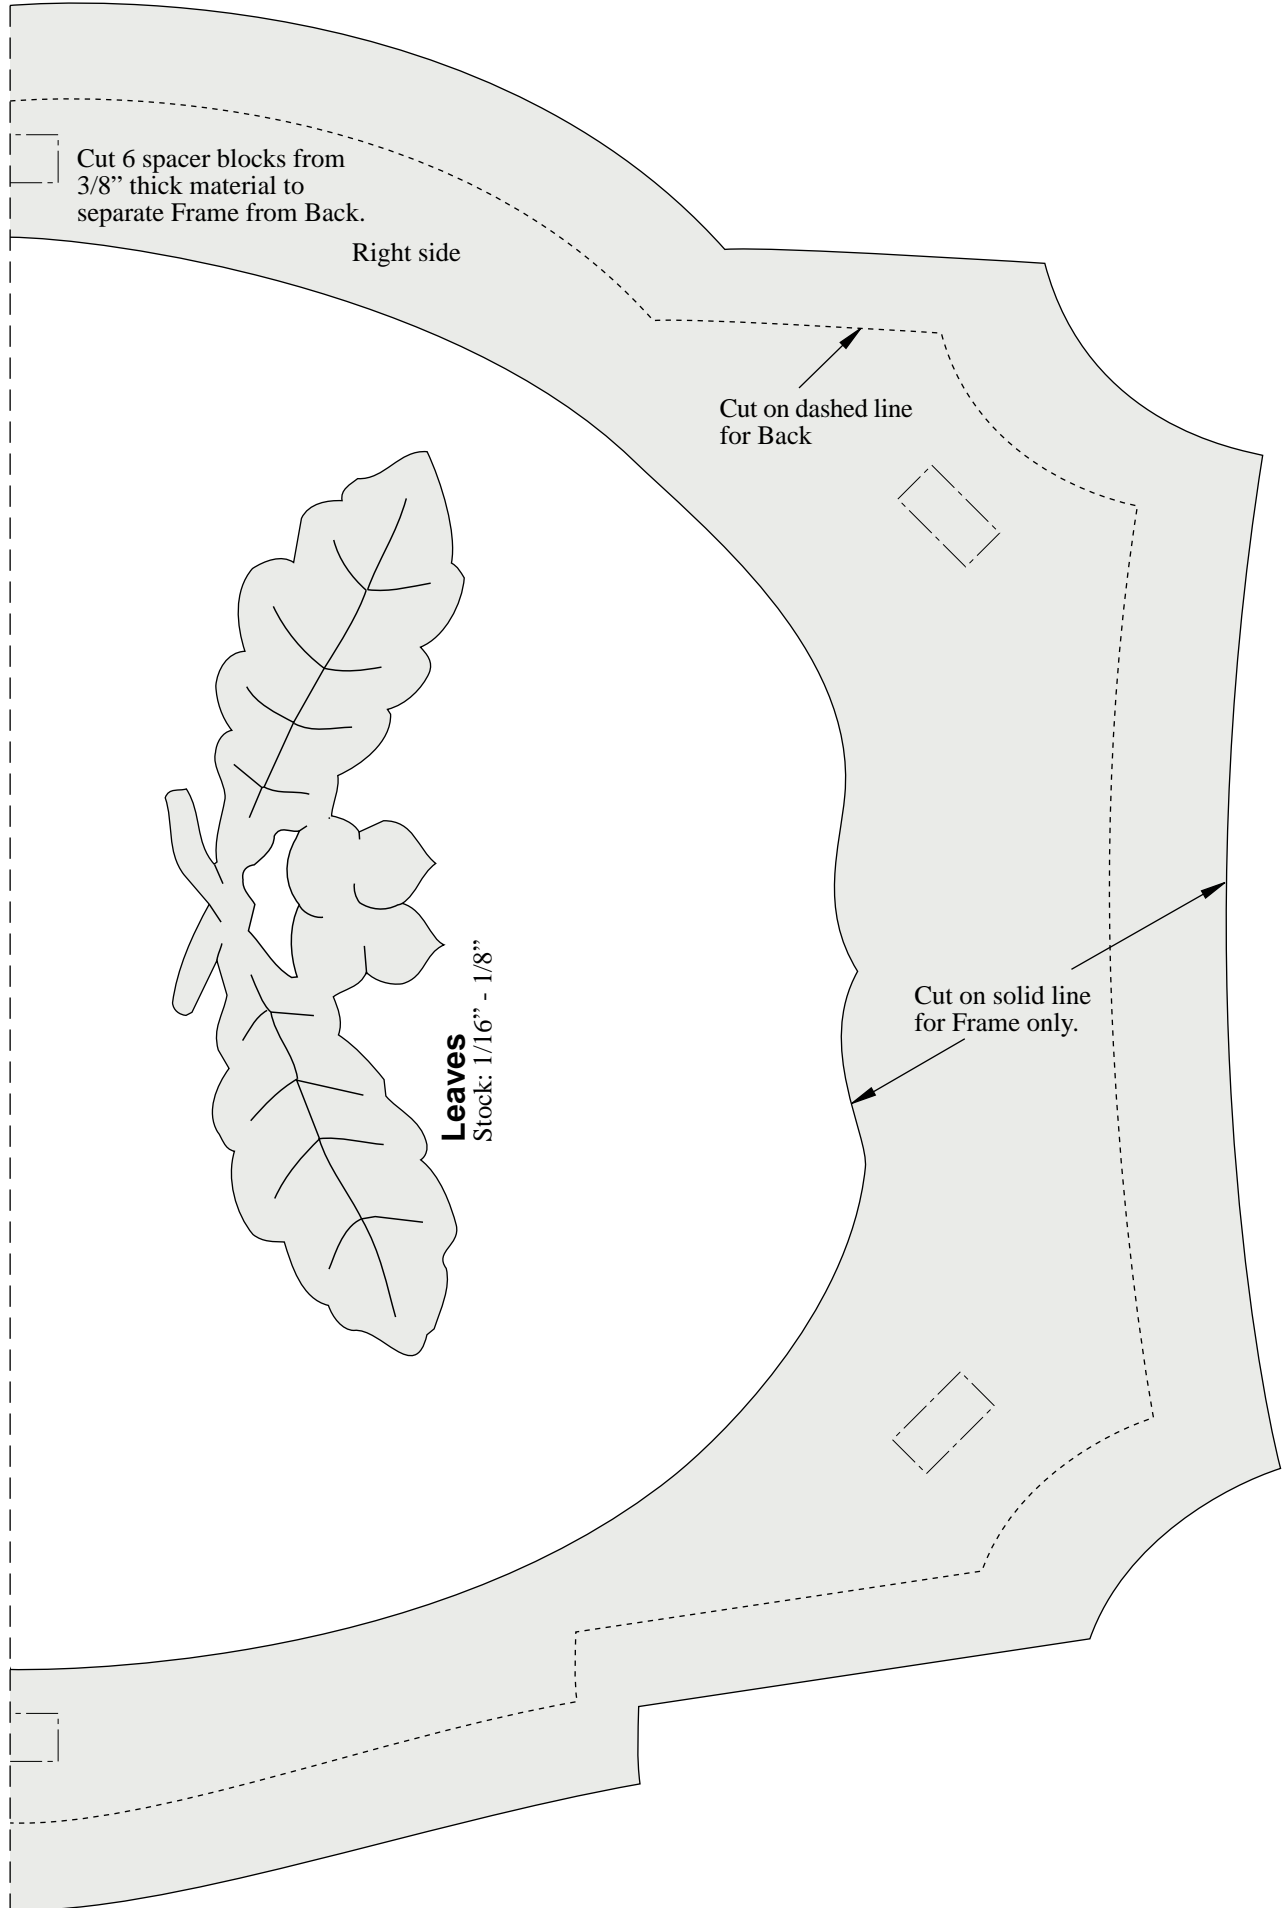 Cut 6 spacer blocks from
3/8” thick material to
separate Frame from Back.
Right side
Cut on dashed line
for Back
Cut on solid line
for Frame only.
Leaves
Stock: 1/16” - 1/8”